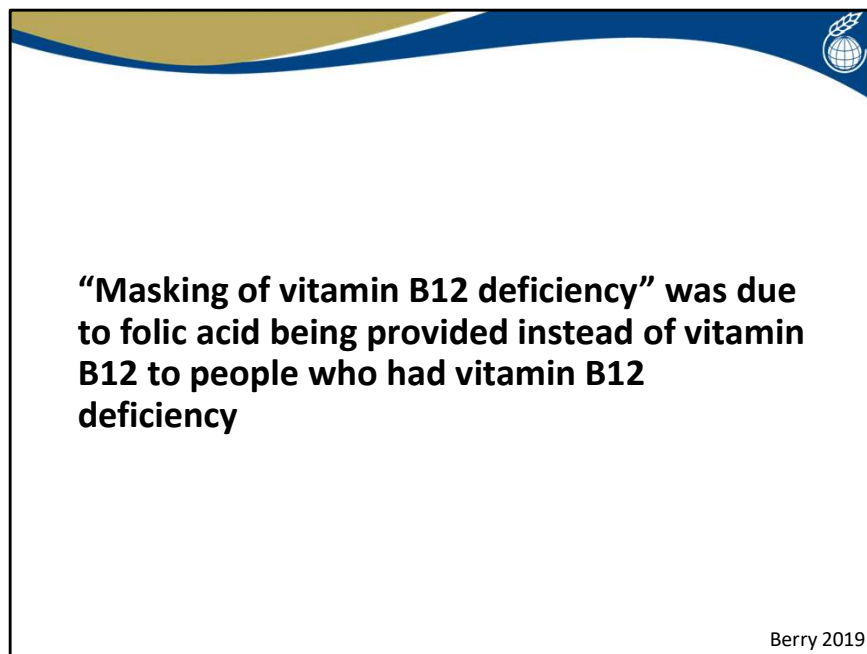 “Masking of vitamin B12 deficiency” was due
to folic acid being provided instead of vitamin
B12 to people who had vitamin B12
deficiency
Berry 2019